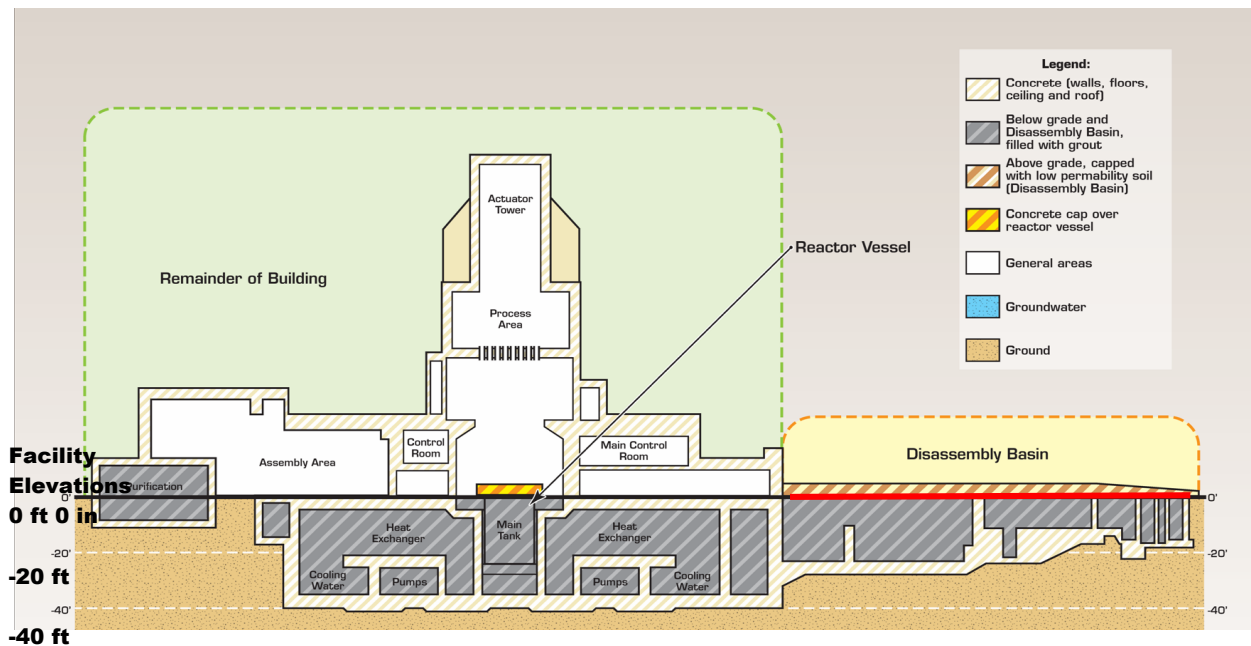 Legend:
Concrete (walls, floors,
ceiling and roof)
Below grade and
Disassembly Basin,
filled with grout
Above grade, capped
with low permability soil
(Disassembly Basin)
Concrete cap over
reactor vessel
General areas
Groundwater
Ground
Actuator
Tower
Reactor Vessel
Remainder of Building
Process
Area
Control
Room
Main Control
Room
Assembly Area
Disassembly Basin
Facility
Elevations
0 ft 0 in
-20 ft
-40 ft
Purification
0'
0'
Heat
Exchanger
Main
Tank
Heat
Exchanger
-20'
-20'
Cooling
Water
Pumps
Pumps
Cooling
Water
-40'
-40'